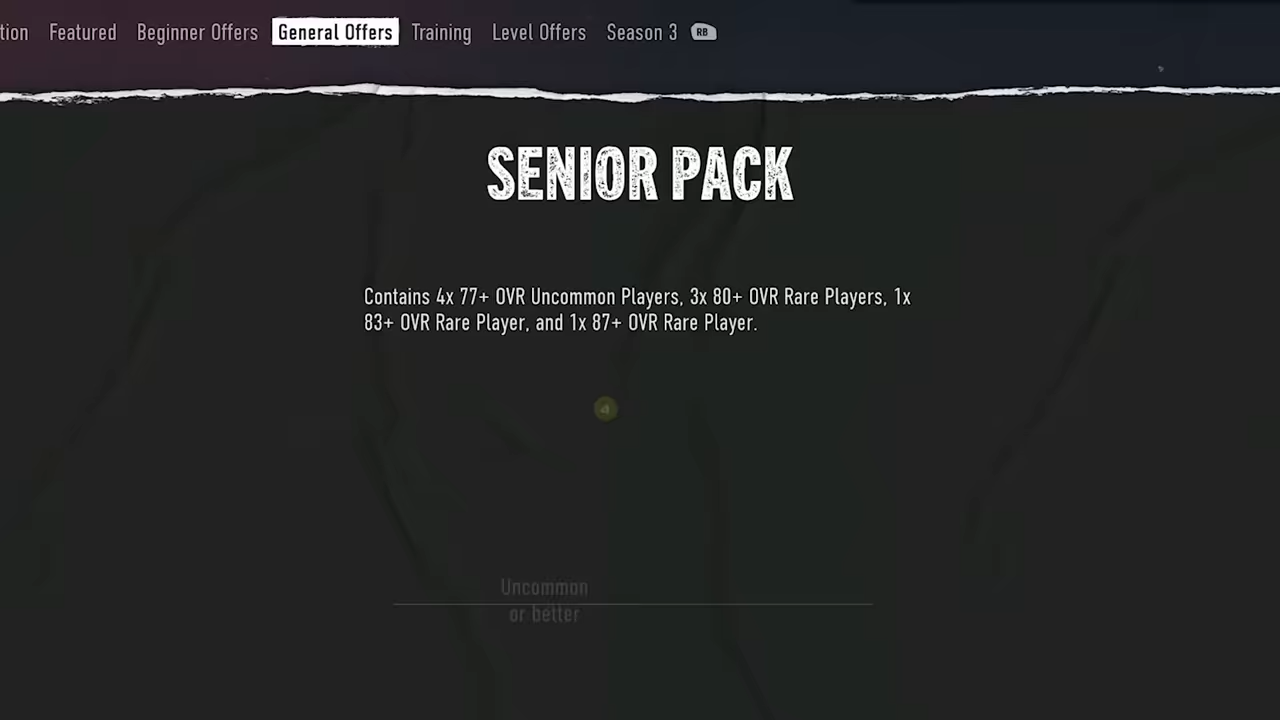 tion Featured Beginner Offers General Offers Training Level Offers Season 3 RB
SENIOR PACK
Contains 4x 77+ OVR Uncommon Players, 3x 80+ OVR Rare Players, 1x
83+ OVR Rare Player, and 1x 87+ OVR Rare Player.
Uncommon
or better